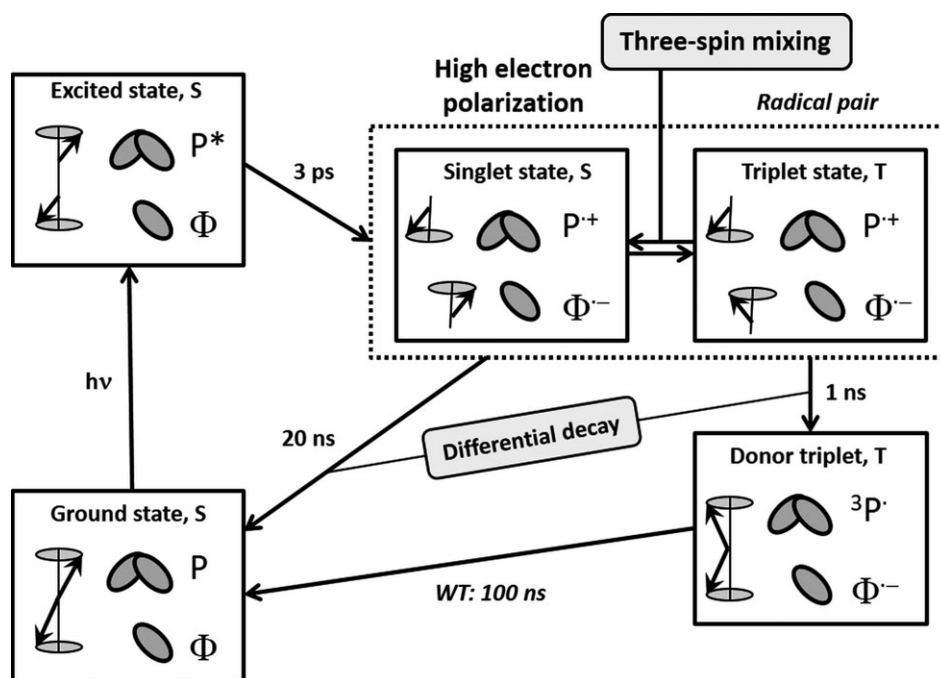 Three-spin mixing
High electron
polarization
Radical pair
Excited state, S
P*
Φ
3 ps
Singlet state, S
P·+
Φ·−
Triplet state, T
P·+
Φ·−
hν
20 ns
Differential decay
1 ns
Ground state, S
P
Φ
WT: 100 ns
Donor triplet, T
³P·
Φ·−